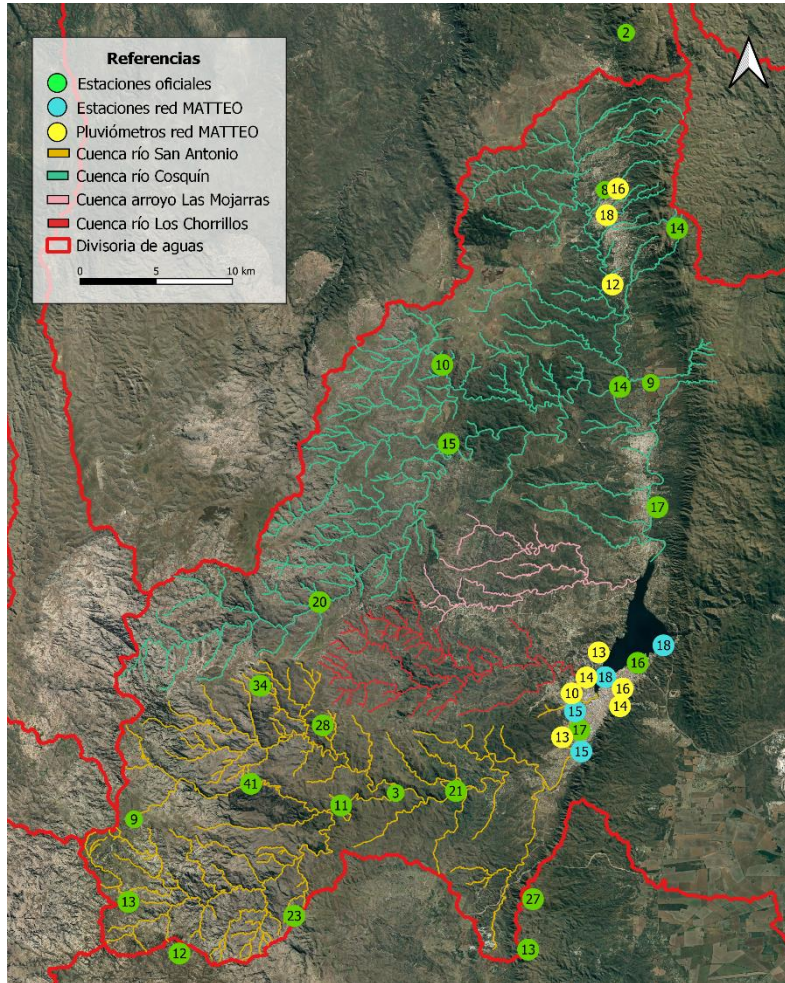 2
Referencias
Estaciones oficiales
Estaciones red MATTEO
Pluviómetros red MATTEO
Cuenca río San Antonio
Cuenca río Cosquín
Cuenca arroyo Las Mojarras
Cuenca río Los Chorrillos
Divisoria de aguas
0 5 10 km
8 16
18
14
12
10
14 9
15
17
20
13 18
16
34 14 18
10 16
14
15
28
17
13
15
41 3 21
11
9
13 27
23
12 13